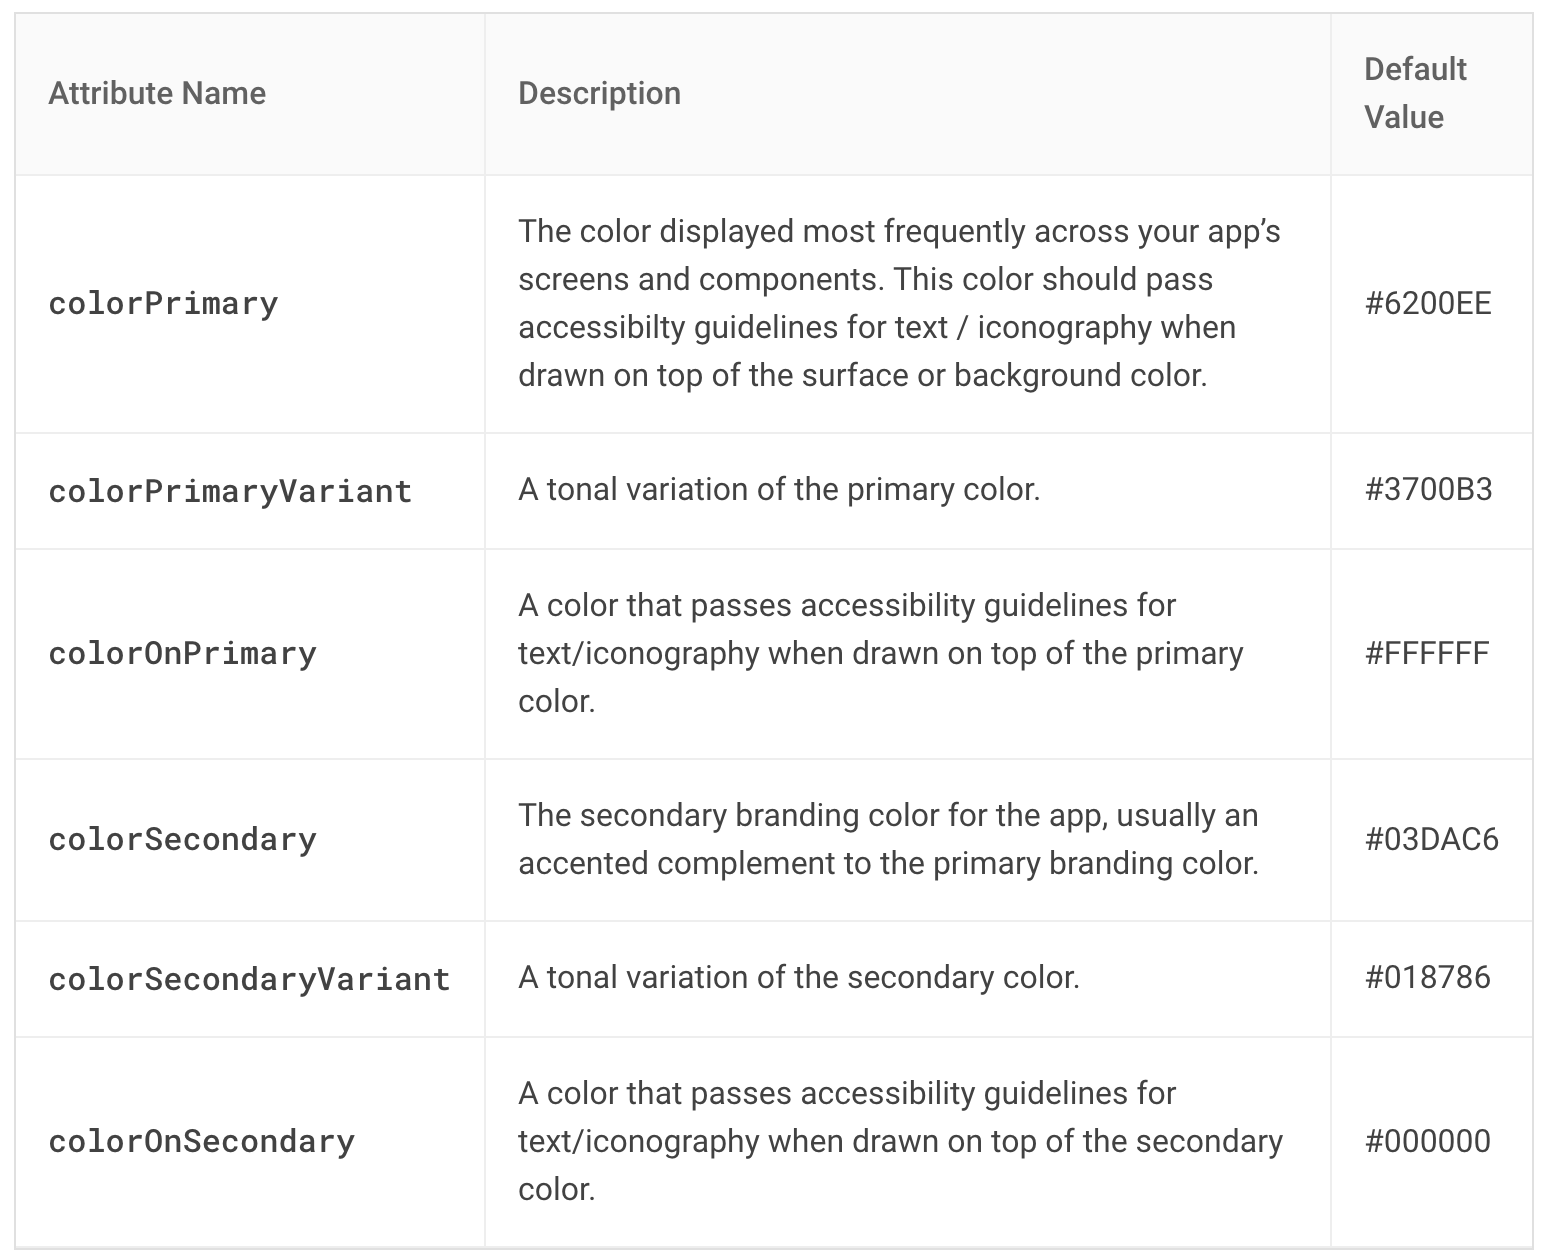 Attribute Name
Description
Default
Value
colorPrimary
The color displayed most frequently across your app’s
screens and components. This color should pass
accessibilty guidelines for text / iconography when
drawn on top of the surface or background color.
#6200EE
colorPrimaryVariant
A tonal variation of the primary color.
#3700B3
colorOnPrimary
A color that passes accessibility guidelines for
text/iconography when drawn on top of the primary
color.
#FFFFFF
colorSecondary
The secondary branding color for the app, usually an
accented complement to the primary branding color.
#03DAC6
colorSecondaryVariant
A tonal variation of the secondary color.
#018786
colorOnSecondary
A color that passes accessibility guidelines for
text/iconography when drawn on top of the secondary
color.
#000000